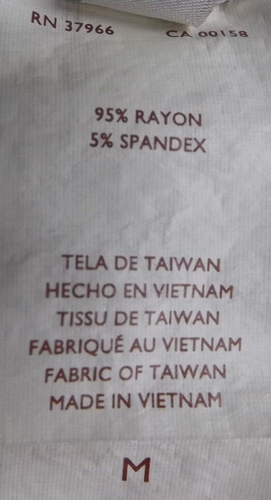 RN 37966 CA 00158
95% RAYON
5% SPANDEX
TELA DE TAIWAN
HECHO EN VIETNAM
TISSU DE TAIWAN
FABRIQUÉ AU VIETNAM
FABRIC OF TAIWAN
MADE IN VIETNAM
M